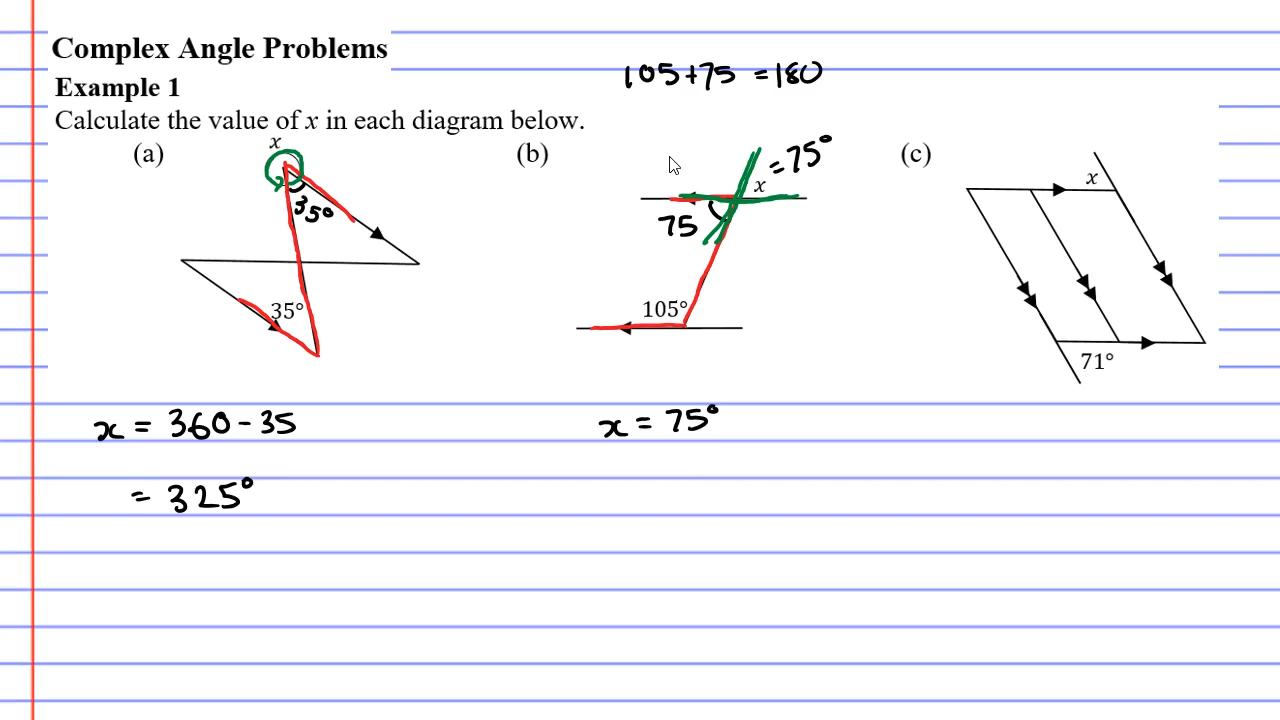 Complex Angle Problems
105+75 = 180
Example 1
Calculate the value of x in each diagram below.
(a)
x
35°
35°
(b)
= 75°
x
75
105°
(c)
x
71°
x = 360 - 35
= 325°
x = 75°